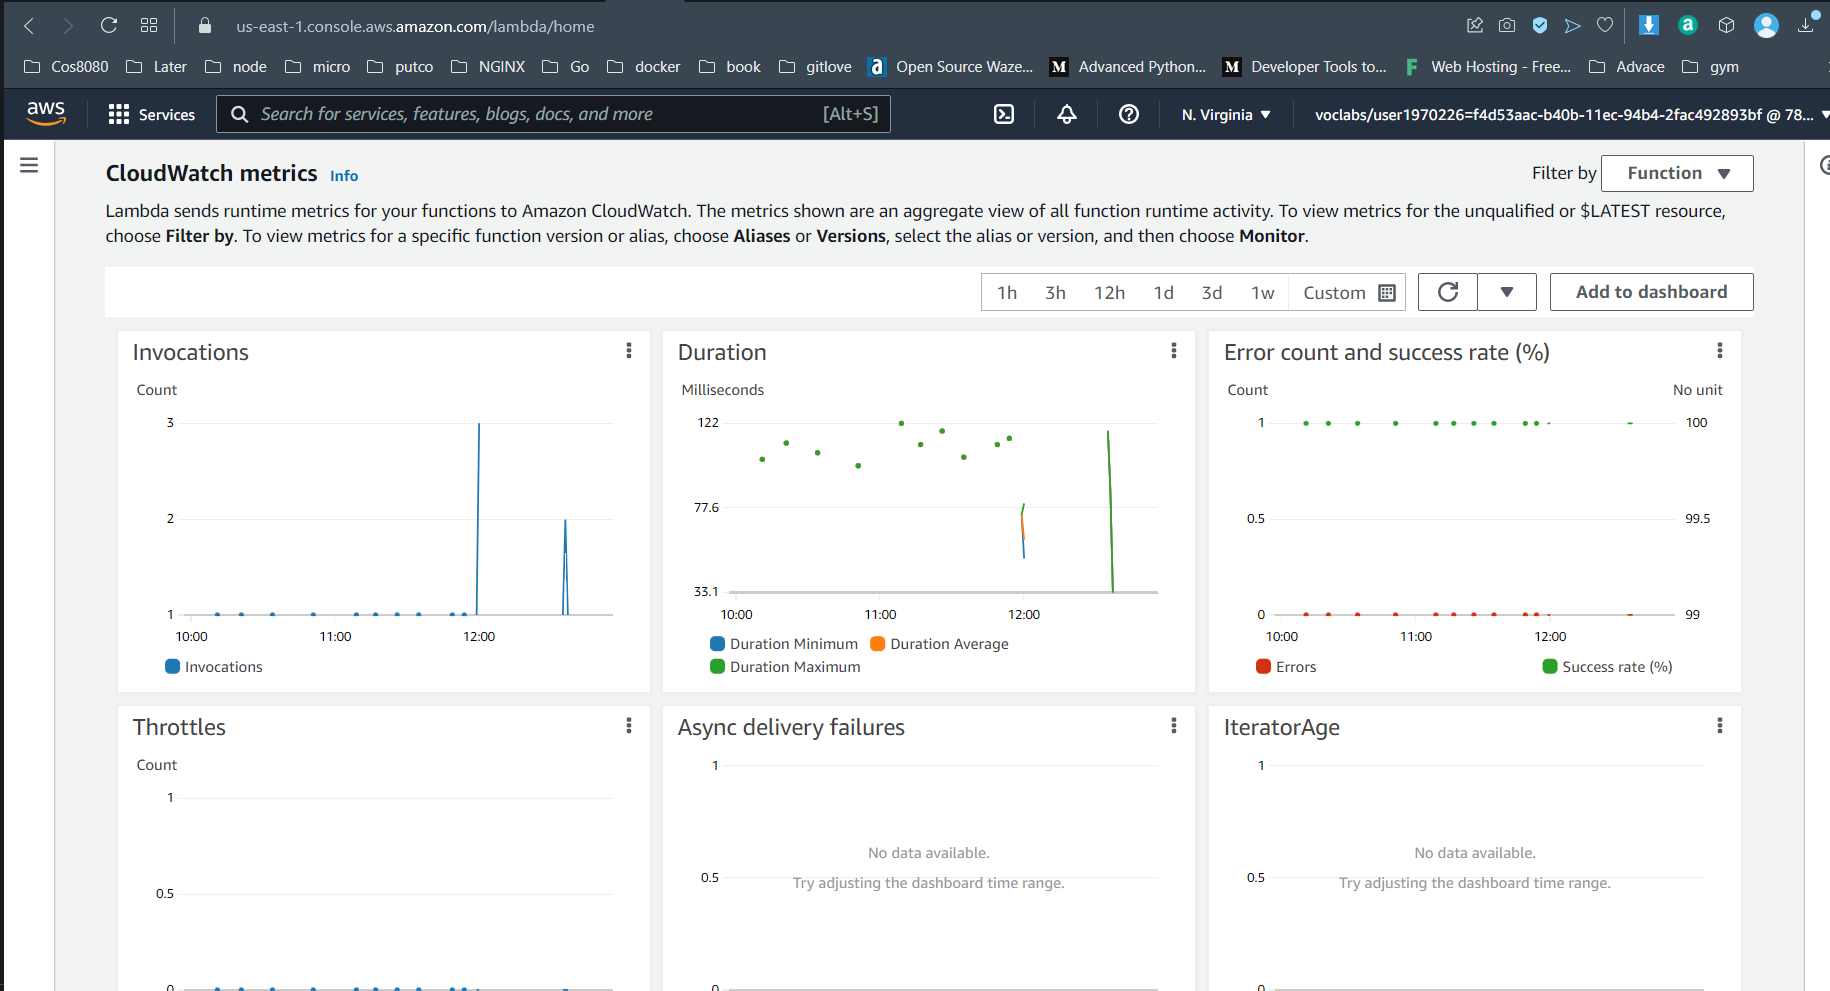 us-east-1.console.aws.amazon.com/lambda/home
Cos8080 Later node micro putco NGINX Go docker book gitlove a Open Source Waze... M Advanced Python... M Developer Tools to... F Web Hosting - Free... Advace gym
aws Services Search for services, features, blogs, docs, and more [Alt+S] N. Virginia ▼ voclabs/user1970226=f4d53aac-b40b-11ec-94b4-2fac492893bf @ 78... ▼
CloudWatch metrics Info Filter by Function ▼
Lambda sends runtime metrics for your functions to Amazon CloudWatch. The metrics shown are an aggregate view of all function runtime activity. To view metrics for the unqualified or $LATEST resource,
choose Filter by. To view metrics for a specific function version or alias, choose Aliases or Versions, select the alias or version, and then choose Monitor.
1h 3h 12h 1d 3d 1w Custom Add to dashboard
Invocations
Count
3
2
1
10:00 11:00 12:00
Invocations
Duration
Milliseconds
122
77.6
33.1
10:00 11:00 12:00
Duration Minimum Duration Average
Duration Maximum
Error count and success rate (%)
Count No unit
1 100
0.5 99.5
0 99
10:00 11:00 12:00
Errors Success rate (%)
Throttles
Count
1
0.5
0
Async delivery failures
1
No data available.
0.5
Try adjusting the dashboard time range.
0
IteratorAge
1
No data available.
0.5
Try adjusting the dashboard time range.
0